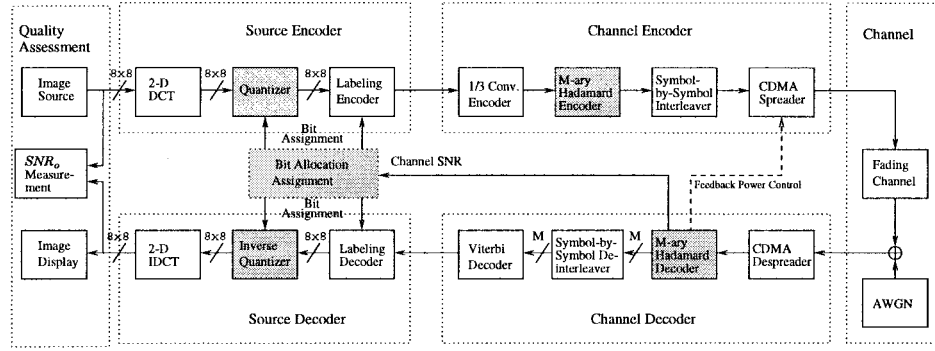 Quality
Assessment
Source Encoder
Channel Encoder
Channel
Image
Source
8×8
2-D
DCT
8×8
Quantizer
8×8
Labeling
Encoder
1/3 Conv.
Encoder
M-ary
Hadamard
Encoder
Symbol-
by-Symbol
Interleaver
CDMA
Spreader
Bit
Assignment
SNRo
Measure-
ment
Bit Allocation
Assignment
Channel SNR
Feedback Power Control
Fading
Channel
Bit
Assignment
Image
Display
8×8
2-D
IDCT
8×8
Inverse
Quantizer
8×8
Labeling
Decoder
Viterbi
Decoder
M
Symbol-by-
Symbol De-
interleaver
M
M-ary
Hadamard
Decoder
CDMA
Despreader
AWGN
Source Decoder
Channel Decoder